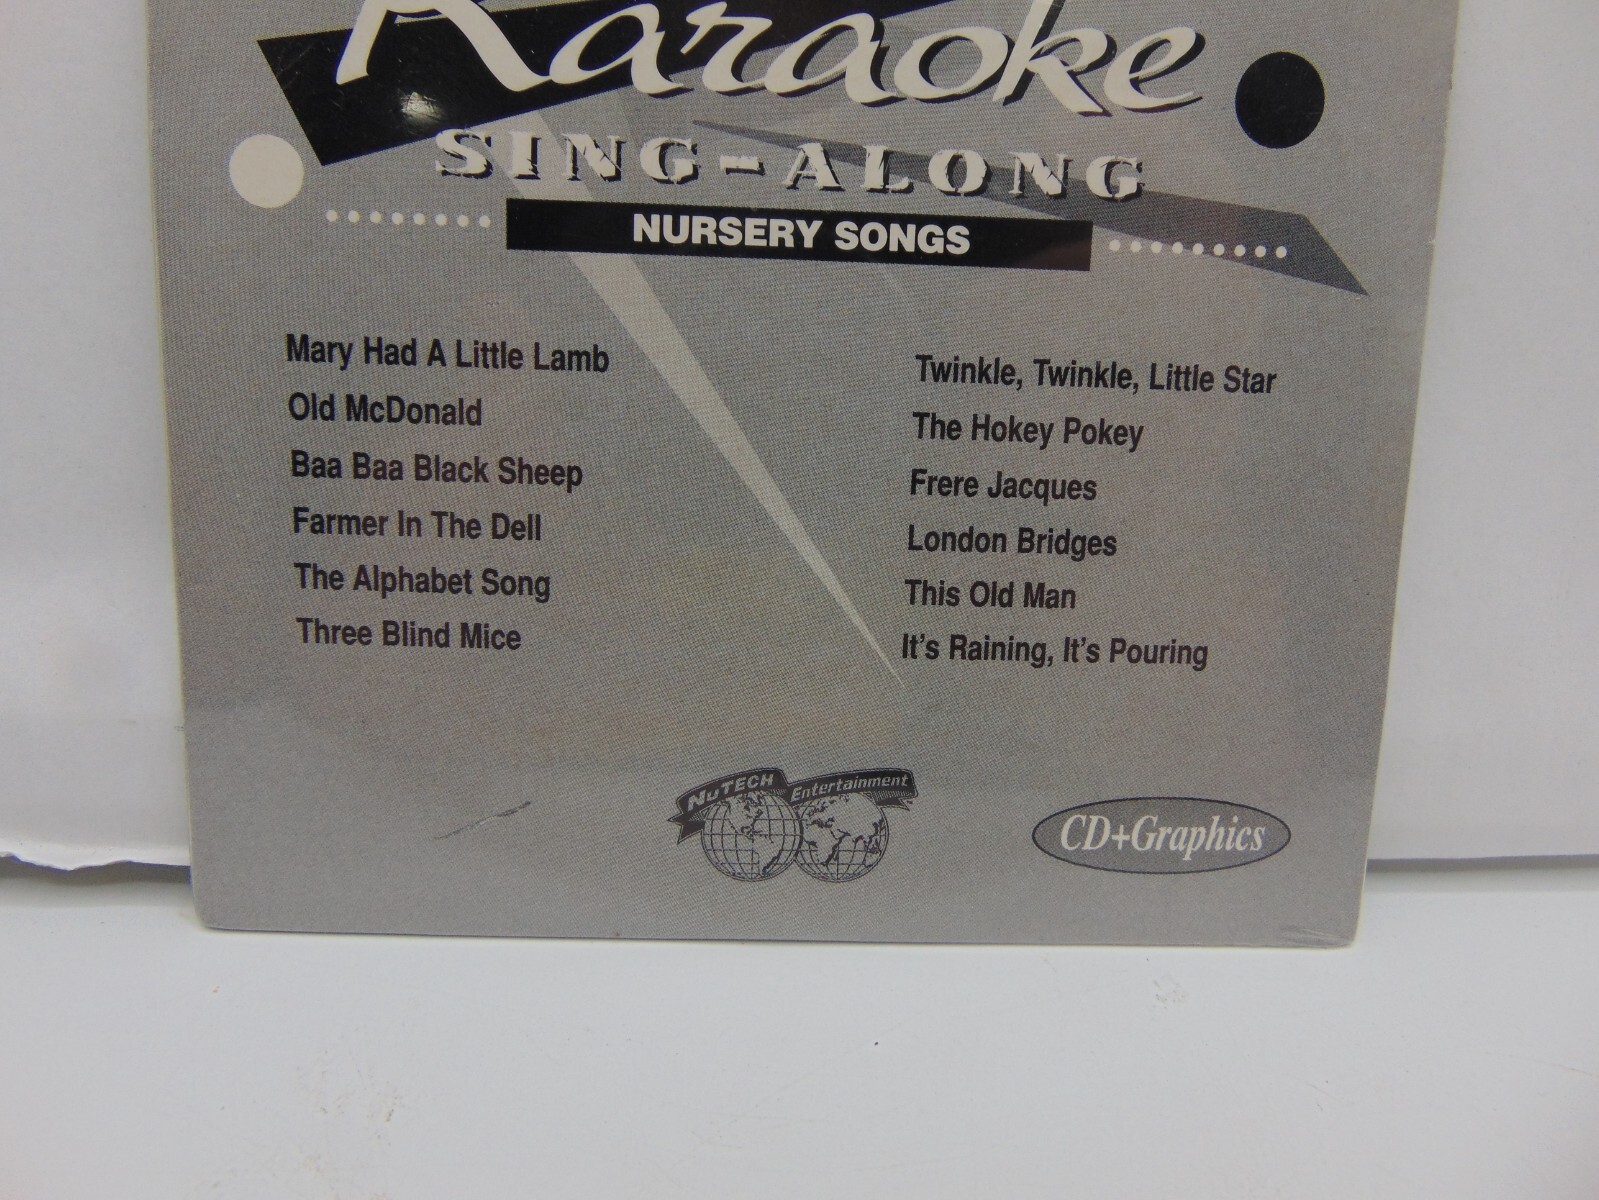 Karaoke
SING-ALONG
NURSERY SONGS
Mary Had A Little Lamb
Old McDonald
Baa Baa Black Sheep
Farmer In The Dell
The Alphabet Song
Three Blind Mice
Twinkle, Twinkle, Little Star
The Hokey Pokey
Frere Jacques
London Bridges
This Old Man
It's Raining, It's Pouring
NuTECH Entertainment
CD+Graphics